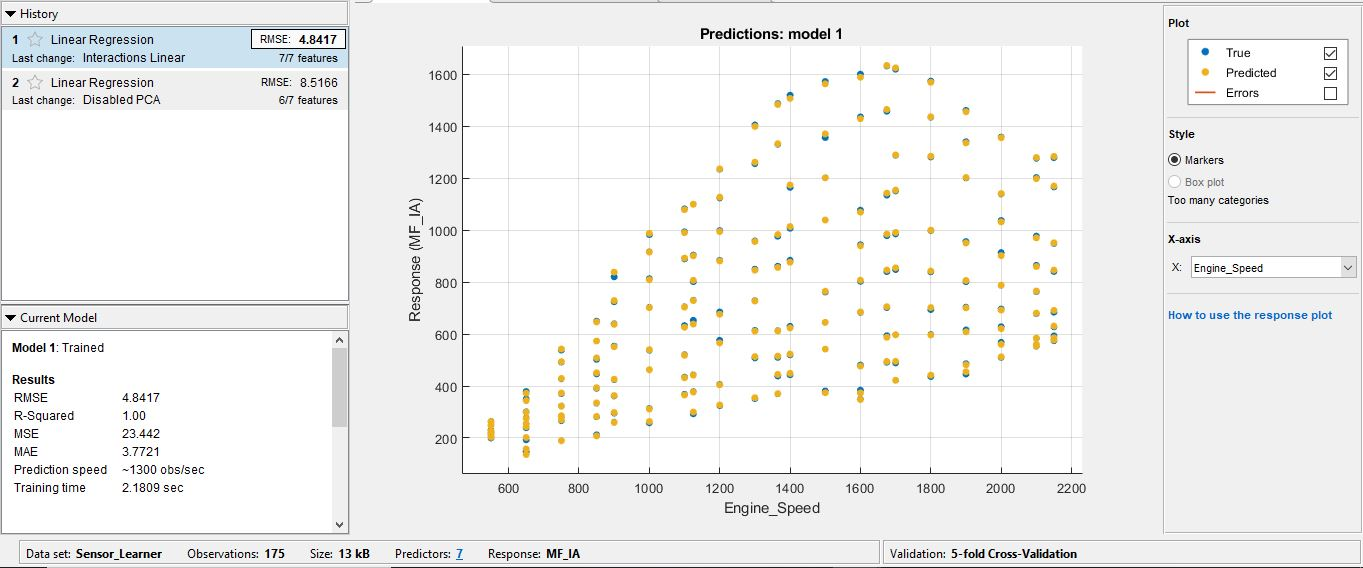 History
1 Linear Regression RMSE: 4.8417
Last change: Interactions Linear 7/7 features
2 Linear Regression RMSE: 8.5166
Last change: Disabled PCA 6/7 features
Current Model
Model 1: Trained
Results
RMSE 4.8417
R-Squared 1.00
MSE 23.442
MAE 3.7721
Prediction speed ~1300 obs/sec
Training time 2.1809 sec
Predictions: model 1
Response (MF_IA)
1600
1400
1200
1000
800
600
400
200
600 800 1000 1200 1400 1600 1800 2000 2200
Engine_Speed
Plot
True
Predicted
Errors
Style
Markers
Box plot
Too many categories
X-axis
X: Engine_Speed
How to use the response plot
Data set: Sensor_Learner Observations: 175 Size: 13 kB Predictors: 7 Response: MF_IA Validation: 5-fold Cross-Validation